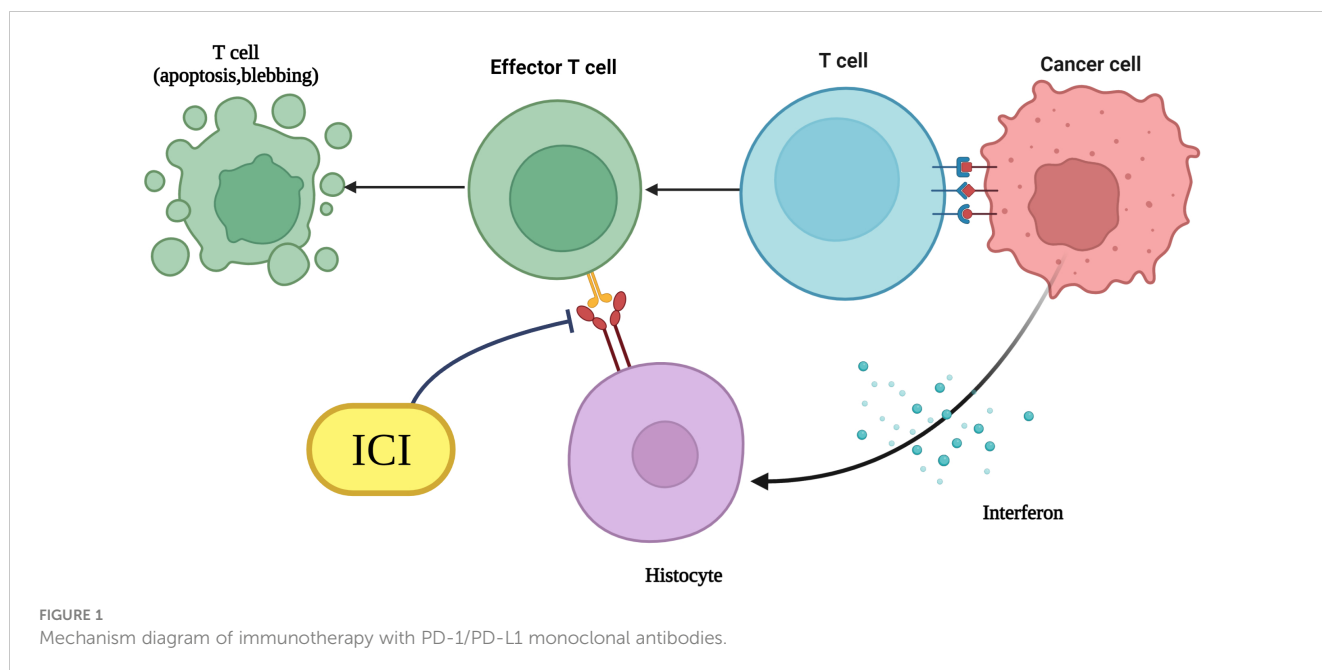 T cell
(apoptosis,blebbing)
Effector T cell
T cell
Cancer cell
ICI
Interferon
Histocyte
FIGURE 1
Mechanism diagram of immunotherapy with PD-1/PD-L1 monoclonal antibodies.